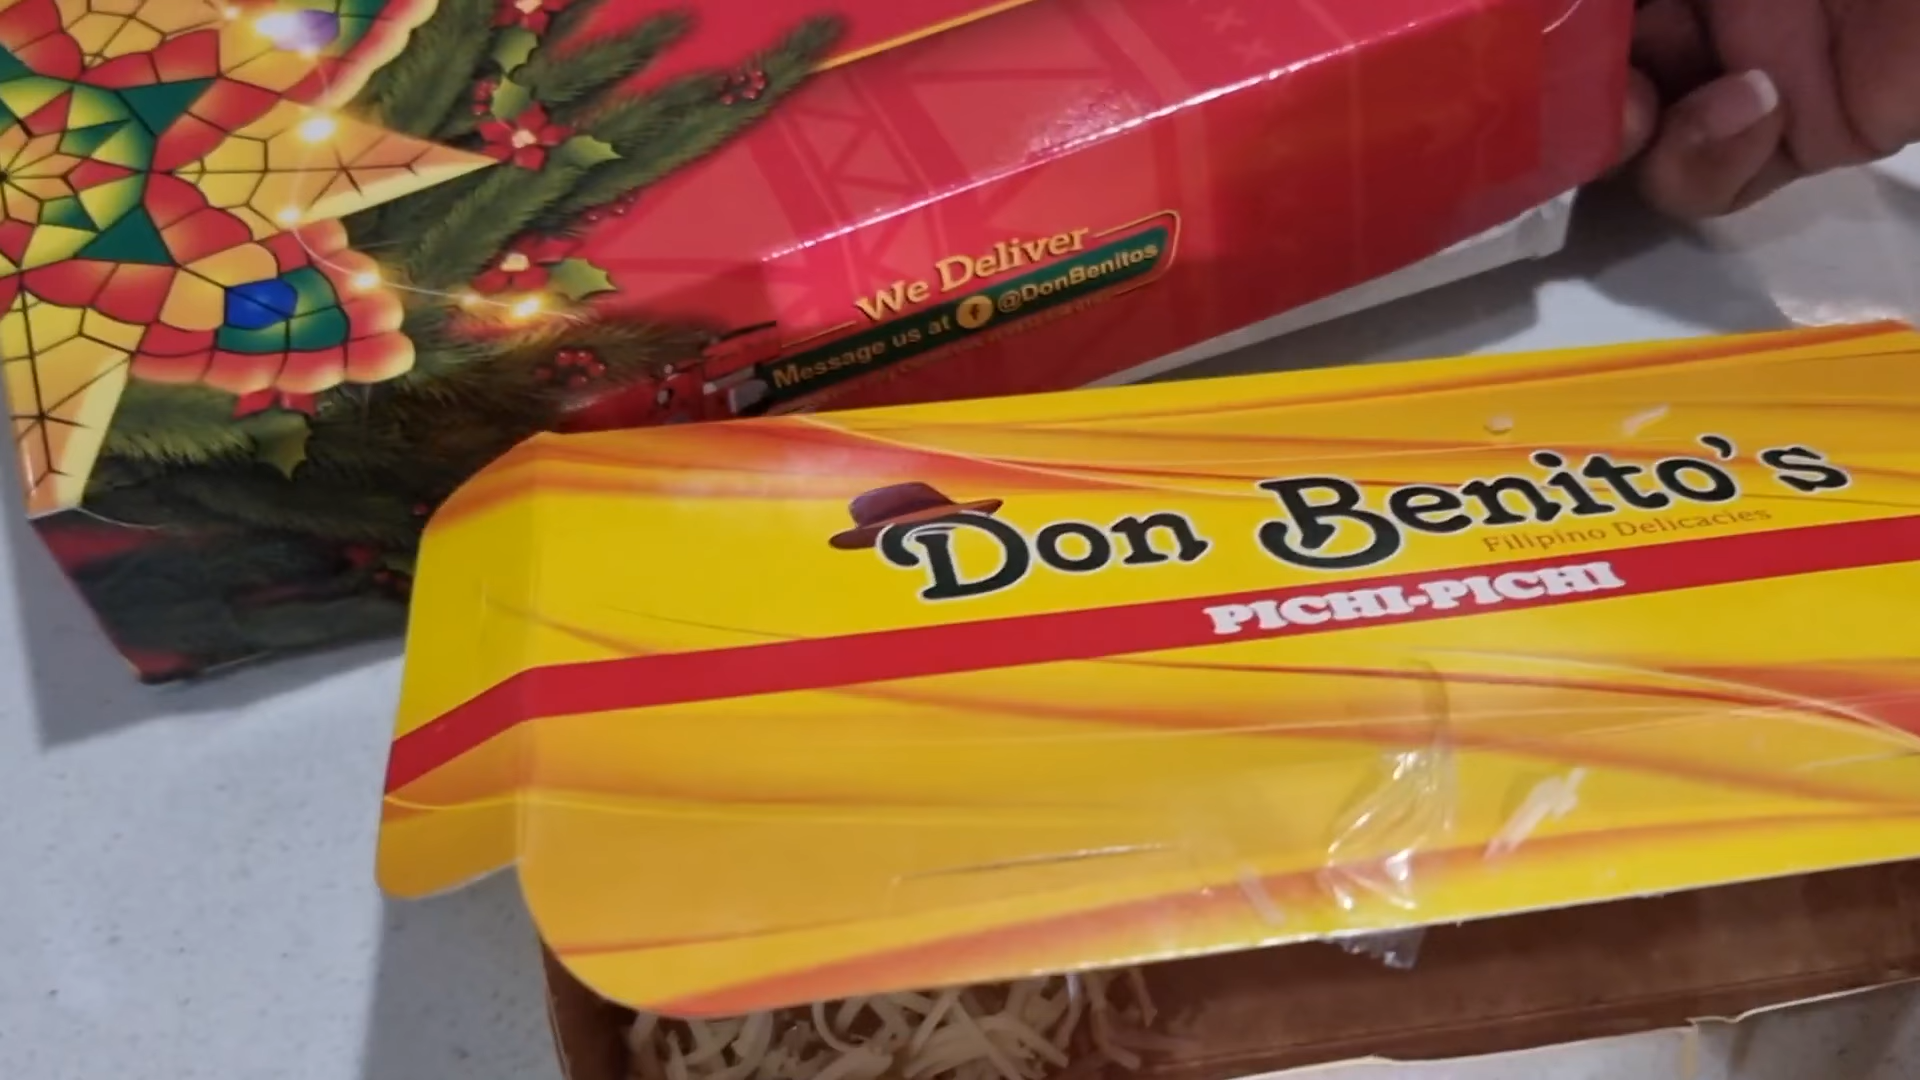 We Deliver
Message us at f @DonBenitos
Don Benito's
Filipino Delicacies
PICHI-PICHI